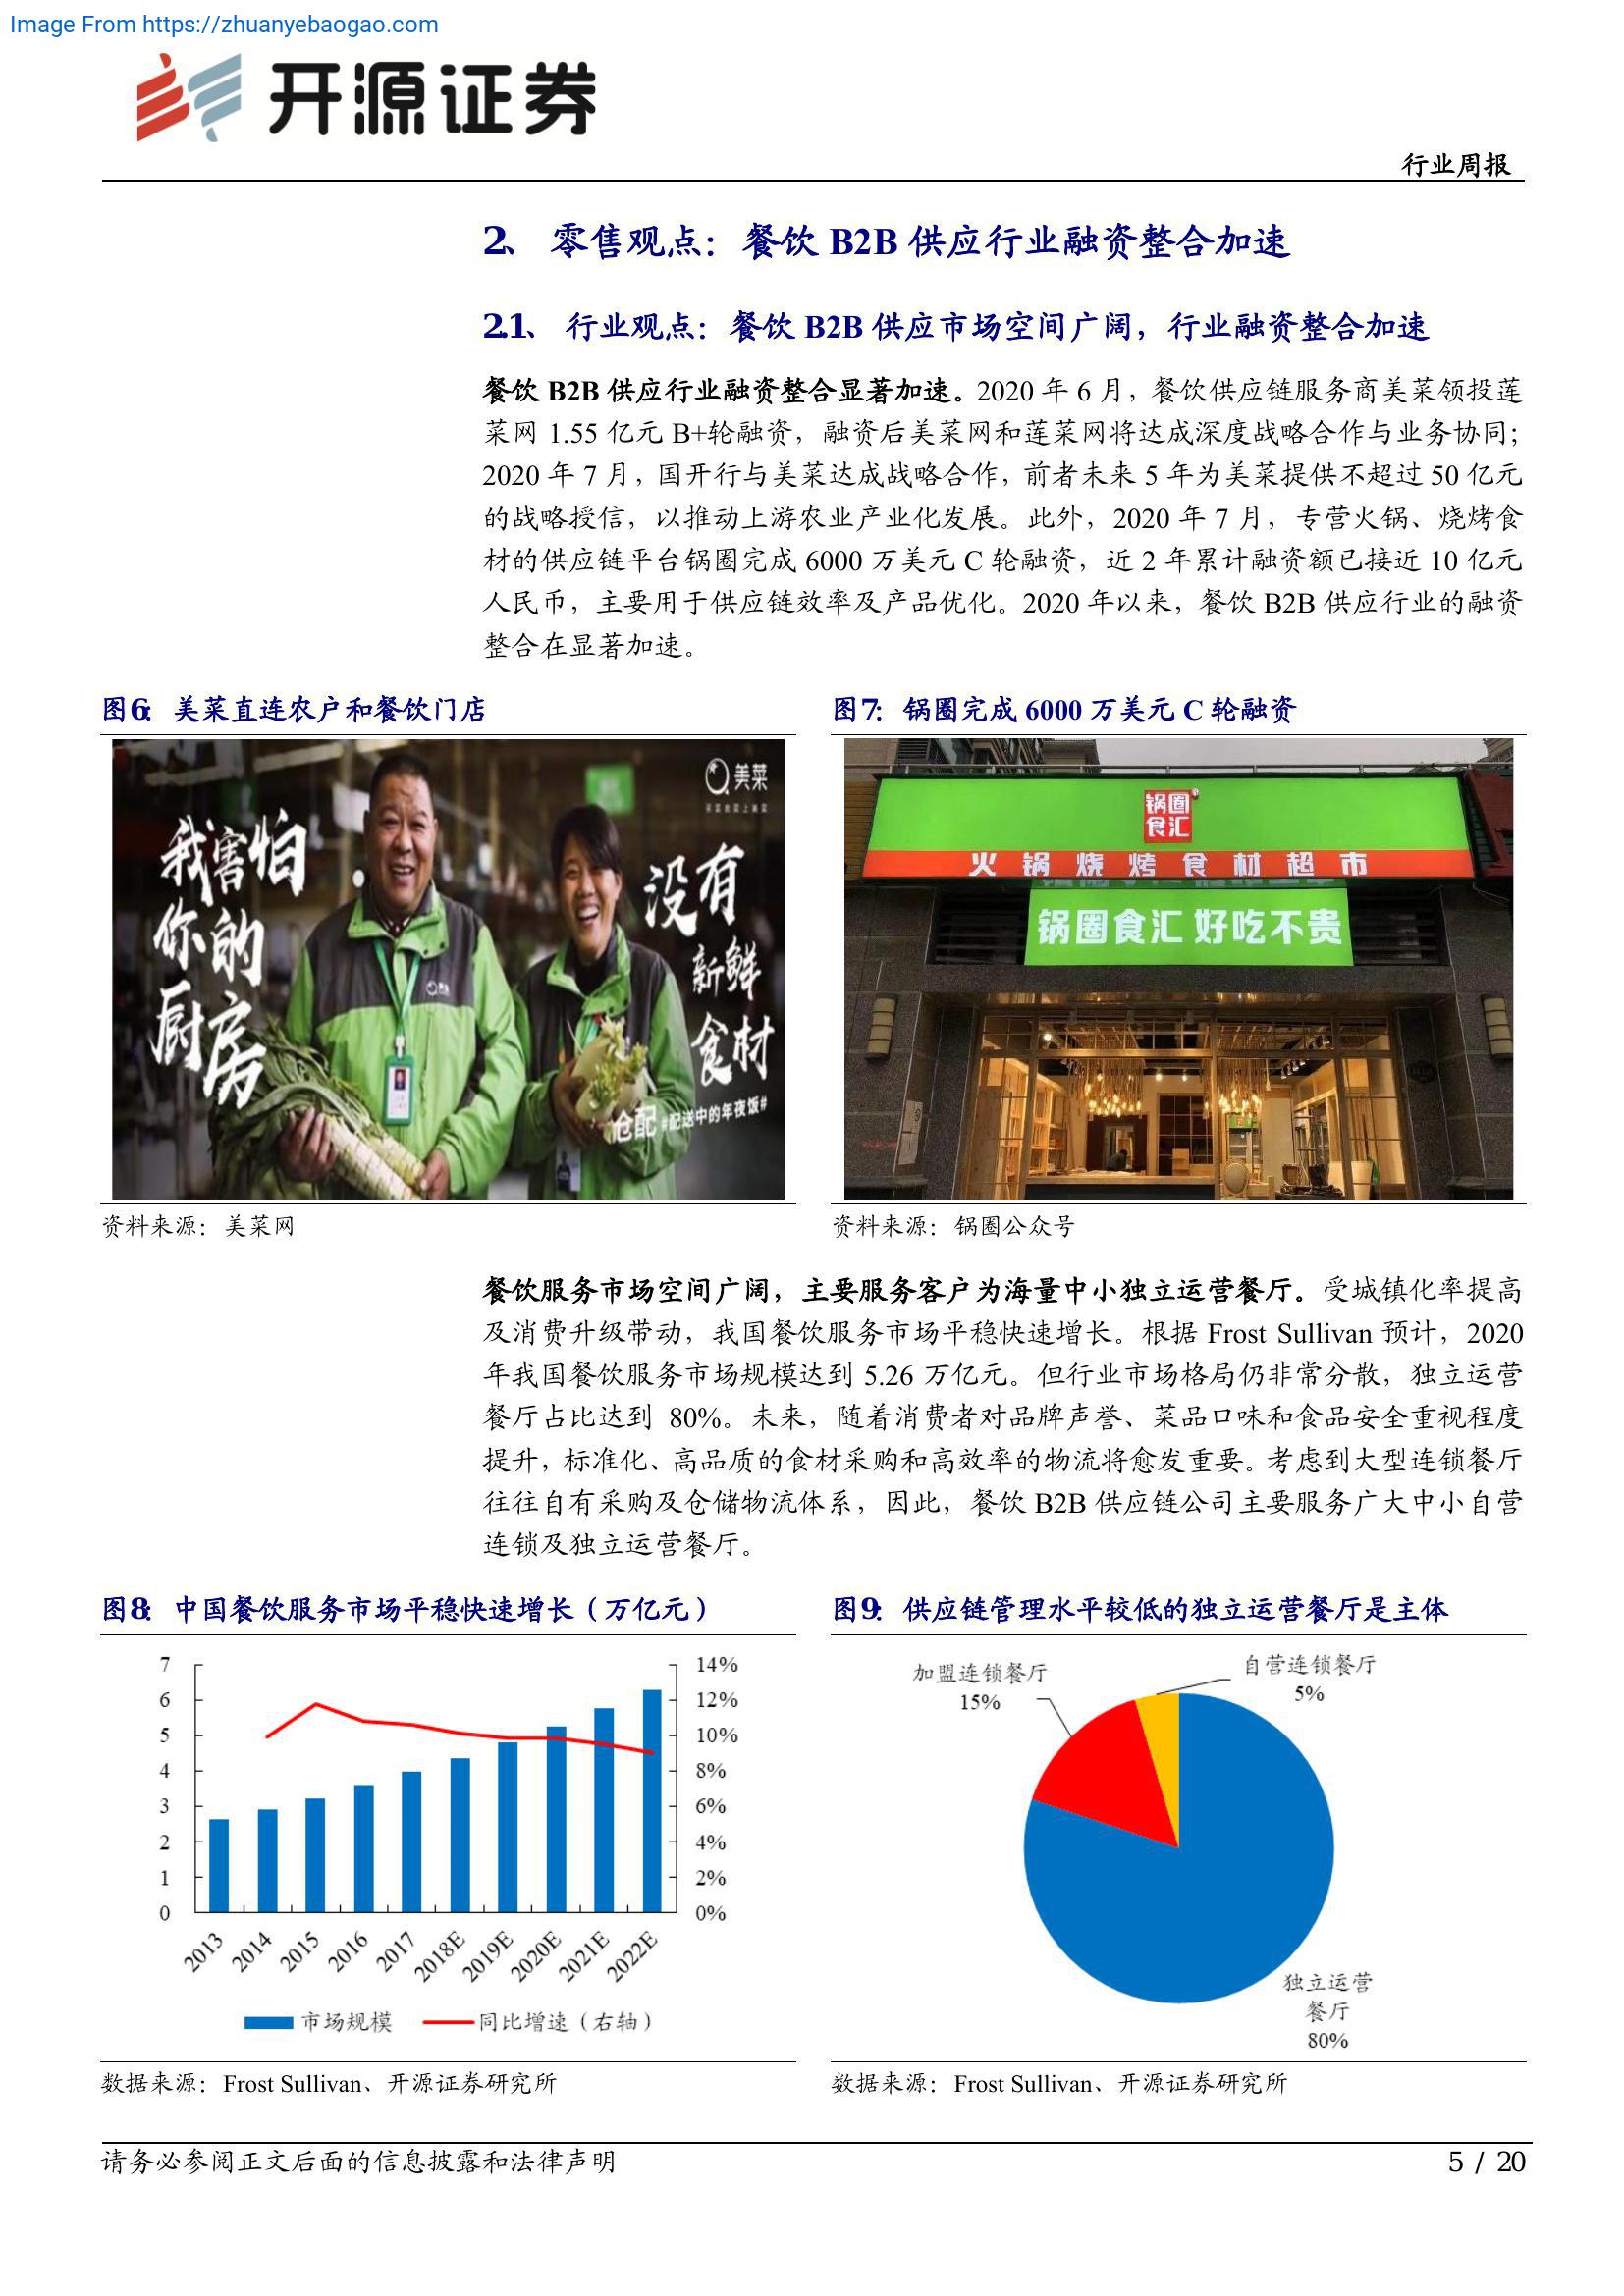 Image From https://zhuanyebaogao.com
开源证券
行业周报
2、 零售观点：餐饮 B2B 供应行业融资整合加速
2.1、 行业观点：餐饮 B2B 供应市场空间广阔，行业融资整合加速
餐饮 B2B 供应行业融资整合显著加速。2020 年 6 月，餐饮供应链服务商美菜领投莲
菜网 1.55 亿元 B+轮融资，融资后美菜网和莲菜网将达成深度战略合作与业务协同；
2020 年 7 月，国开行与美菜达成战略合作，前者未来 5 年为美菜提供不超过 50 亿元
的战略授信，以推动上游农业产业化发展。此外，2020 年 7 月，专营火锅、烧烤食
材的供应链平台锅圈完成 6000 万美元 C 轮融资，近 2 年累计融资额已接近 10 亿元
人民币，主要用于供应链效率及产品优化。2020 年以来，餐饮 B2B 供应行业的融资
整合在显著加速。
图6： 美菜直连农户和餐饮门店
美菜
我害怕
你的
厨房
没有
新鲜
食材
仓配 #配送中的年夜饭#
资料来源：美菜网
图7： 锅圈完成 6000 万美元 C 轮融资
锅圈
食汇
火锅烧烤食材超市
锅圈食汇 好吃不贵
资料来源：锅圈公众号
餐饮服务市场空间广阔，主要服务客户为海量中小独立运营餐厅。受城镇化率提高
及消费升级带动，我国餐饮服务市场平稳快速增长。根据 Frost Sullivan 预计，2020
年我国餐饮服务市场规模达到 5.26 万亿元。但行业市场格局仍非常分散，独立运营
餐厅占比达到 80%。未来，随着消费者对品牌声誉、菜品口味和食品安全重视程度
提升，标准化、高品质的食材采购和高效率的物流将愈发重要。考虑到大型连锁餐厅
往往自有采购及仓储物流体系，因此，餐饮 B2B 供应链公司主要服务广大中小自营
连锁及独立运营餐厅。
图8： 中国餐饮服务市场平稳快速增长（万亿元）
7
6
5
4
3
2
1
0
14%
12%
10%
8%
6%
4%
2%
0%
2013
2014
2015
2016
2017
2018E
2019E
2020E
2021E
2022E
市场规模
同比增速（右轴）
数据来源：Frost Sullivan、开源证券研究所
图9： 供应链管理水平较低的独立运营餐厅是主体
加盟连锁餐厅
15%
自营连锁餐厅
5%
独立运营
餐厅
80%
数据来源：Frost Sullivan、开源证券研究所
请务必参阅正文后面的信息披露和法律声明
5 / 20